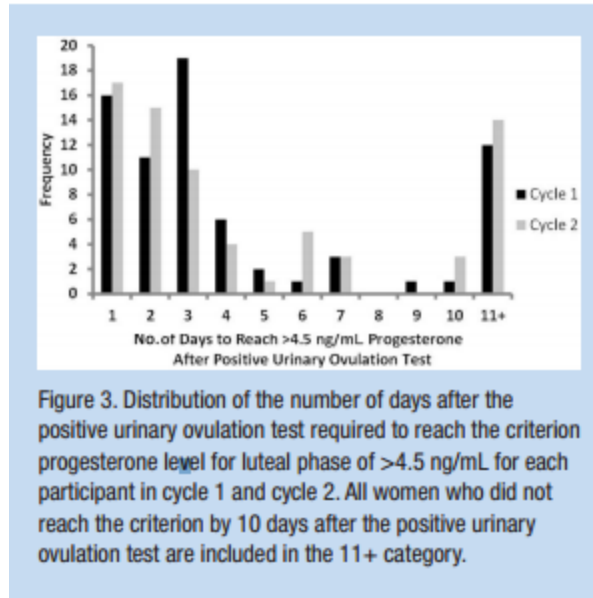 20
18
16
14
12
10
8
6
4
2
0
Frequency
Cycle 1
Cycle 2
1 2 3 4 5 6 7 8 9 10 11+
No.of Days to Reach >4.5 ng/mL Progesterone
After Positive Urinary Ovulation Test
Figure 3. Distribution of the number of days after the
positive urinary ovulation test required to reach the criterion
progesterone level for luteal phase of >4.5 ng/mL for each
participant in cycle 1 and cycle 2. All women who did not
reach the criterion by 10 days after the positive urinary
ovulation test are included in the 11+ category.